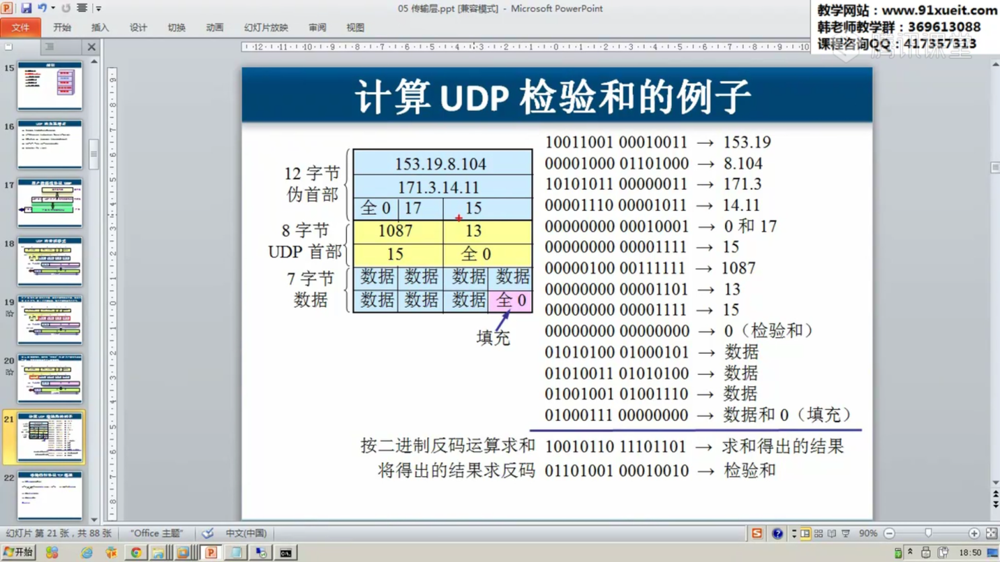 05 传输层.ppt [兼容模式] - Microsoft PowerPoint
教学网站：www.91xueit.com
韩老师教学群：369613088
课程咨询QQ：417357313
腾讯课堂
文件 开始 插入 设计 切换 动画 幻灯片放映 审阅 视图
计算 UDP 检验和的例子
12 字节
伪首部
153.19.8.104
171.3.14.11
全 0 17 15
8 字节
UDP 首部
1087 13
15 全 0
7 字节
数据
数据 数据 数据 数据
数据 数据 数据 全 0
填充
10011001 00010011 → 153.19
00001000 01101000 → 8.104
10101011 00000011 → 171.3
00001110 00001011 → 14.11
00000000 00010001 → 0 和 17
00000000 00001111 → 15
00000100 00111111 → 1087
00000000 00001101 → 13
00000000 00001111 → 15
00000000 00000000 → 0（检验和）
01010100 01000101 → 数据
01010011 01010100 → 数据
01001001 01001110 → 数据
01000111 00000000 → 数据和 0（填充）
按二进制反码运算求和 10010110 11101101 → 求和得出的结果
将得出的结果求反码 01101001 00010010 → 检验和
15
16
17
18
19
20
21
22
幻灯片 第 21 张，共 88 张 "Office 主题" 中文(中国) 90%
开始 18:50